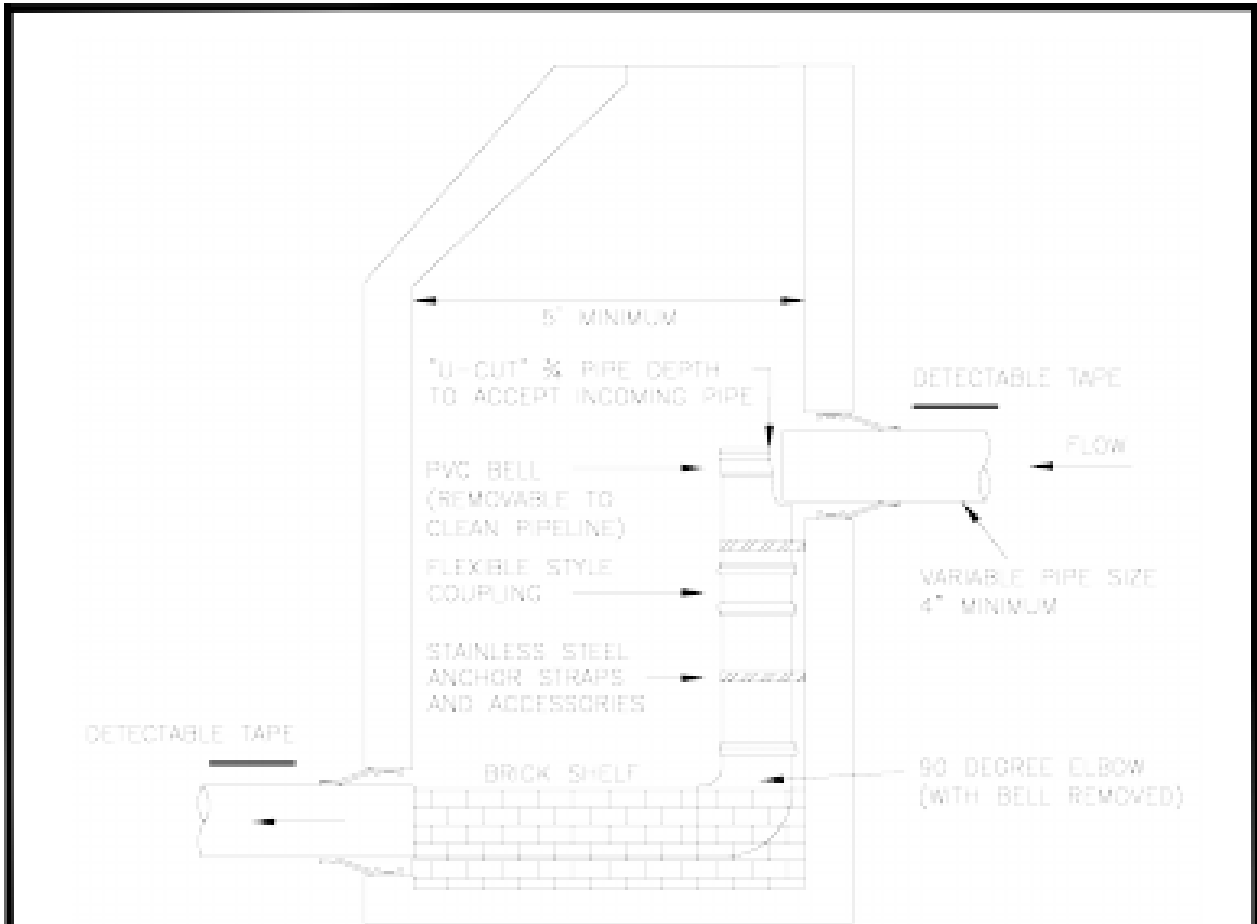 5' MINIMUM
"U-CUT" ¾ PIPE DEPTH
TO ACCEPT INCOMING PIPE
DETECTABLE TAPE
FLOW
PVC BELL
(REMOVABLE TO
CLEAN PIPELINE)
FLEXIBLE STYLE
COUPLING
VARIABLE PIPE SIZE
4" MINIMUM
STAINLESS STEEL
ANCHOR STRAPS
AND ACCESSORIES
DETECTABLE TAPE
BRICK SHELF
90 DEGREE ELBOW
(WITH BELL REMOVED)